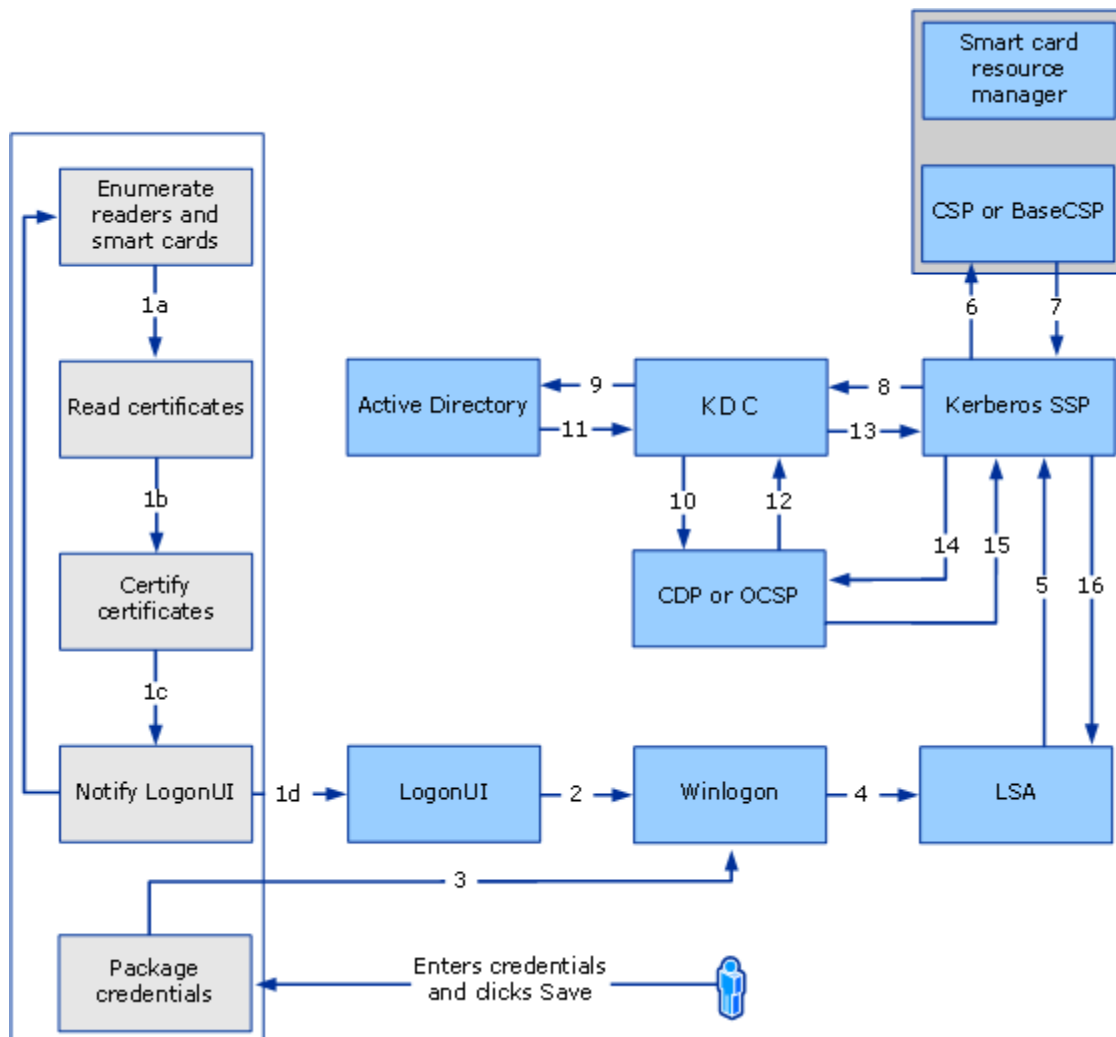 Smart card
resource
manager
Enumerate
readers and
smart cards
CSP or BaseCSP
1a
6
7
Read certificates
Active Directory
9
11
KDC
8
13
Kerberos SSP
1b
10
12
14
15
5
16
Certify
certificates
CDP or OCSP
1c
Notify LogonUI
1d
LogonUI
2
Winlogon
4
LSA
3
Package
credentials
Enters credentials
and clicks Save